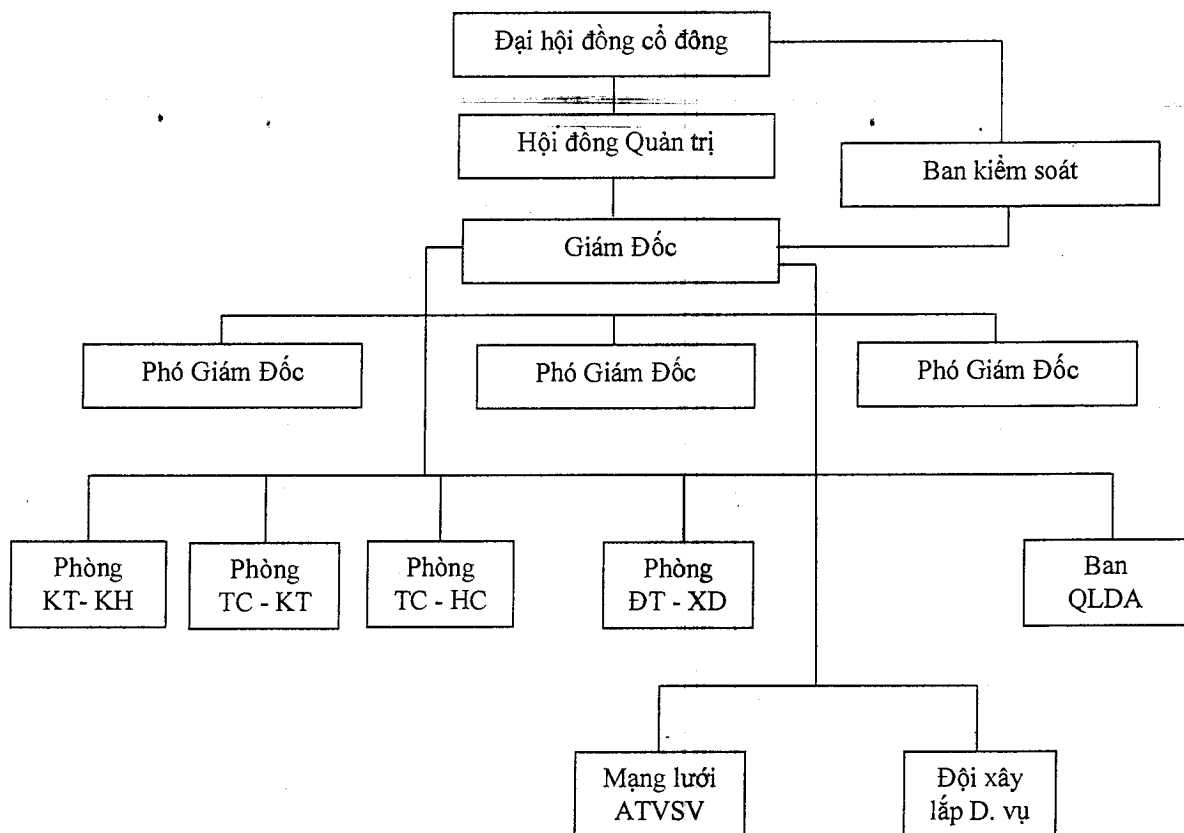 Đại hội đồng cổ đông
Hội đồng Quản trị
Ban kiểm soát
Giám Đốc
Phó Giám Đốc
Phó Giám Đốc
Phó Giám Đốc
Phòng
KT- KH
Phòng
TC - KT
Phòng
TC - HC
Phòng
ĐT - XD
Ban
QLDA
Mạng lưới
ATVSV
Đội xây
lắp D. vụ